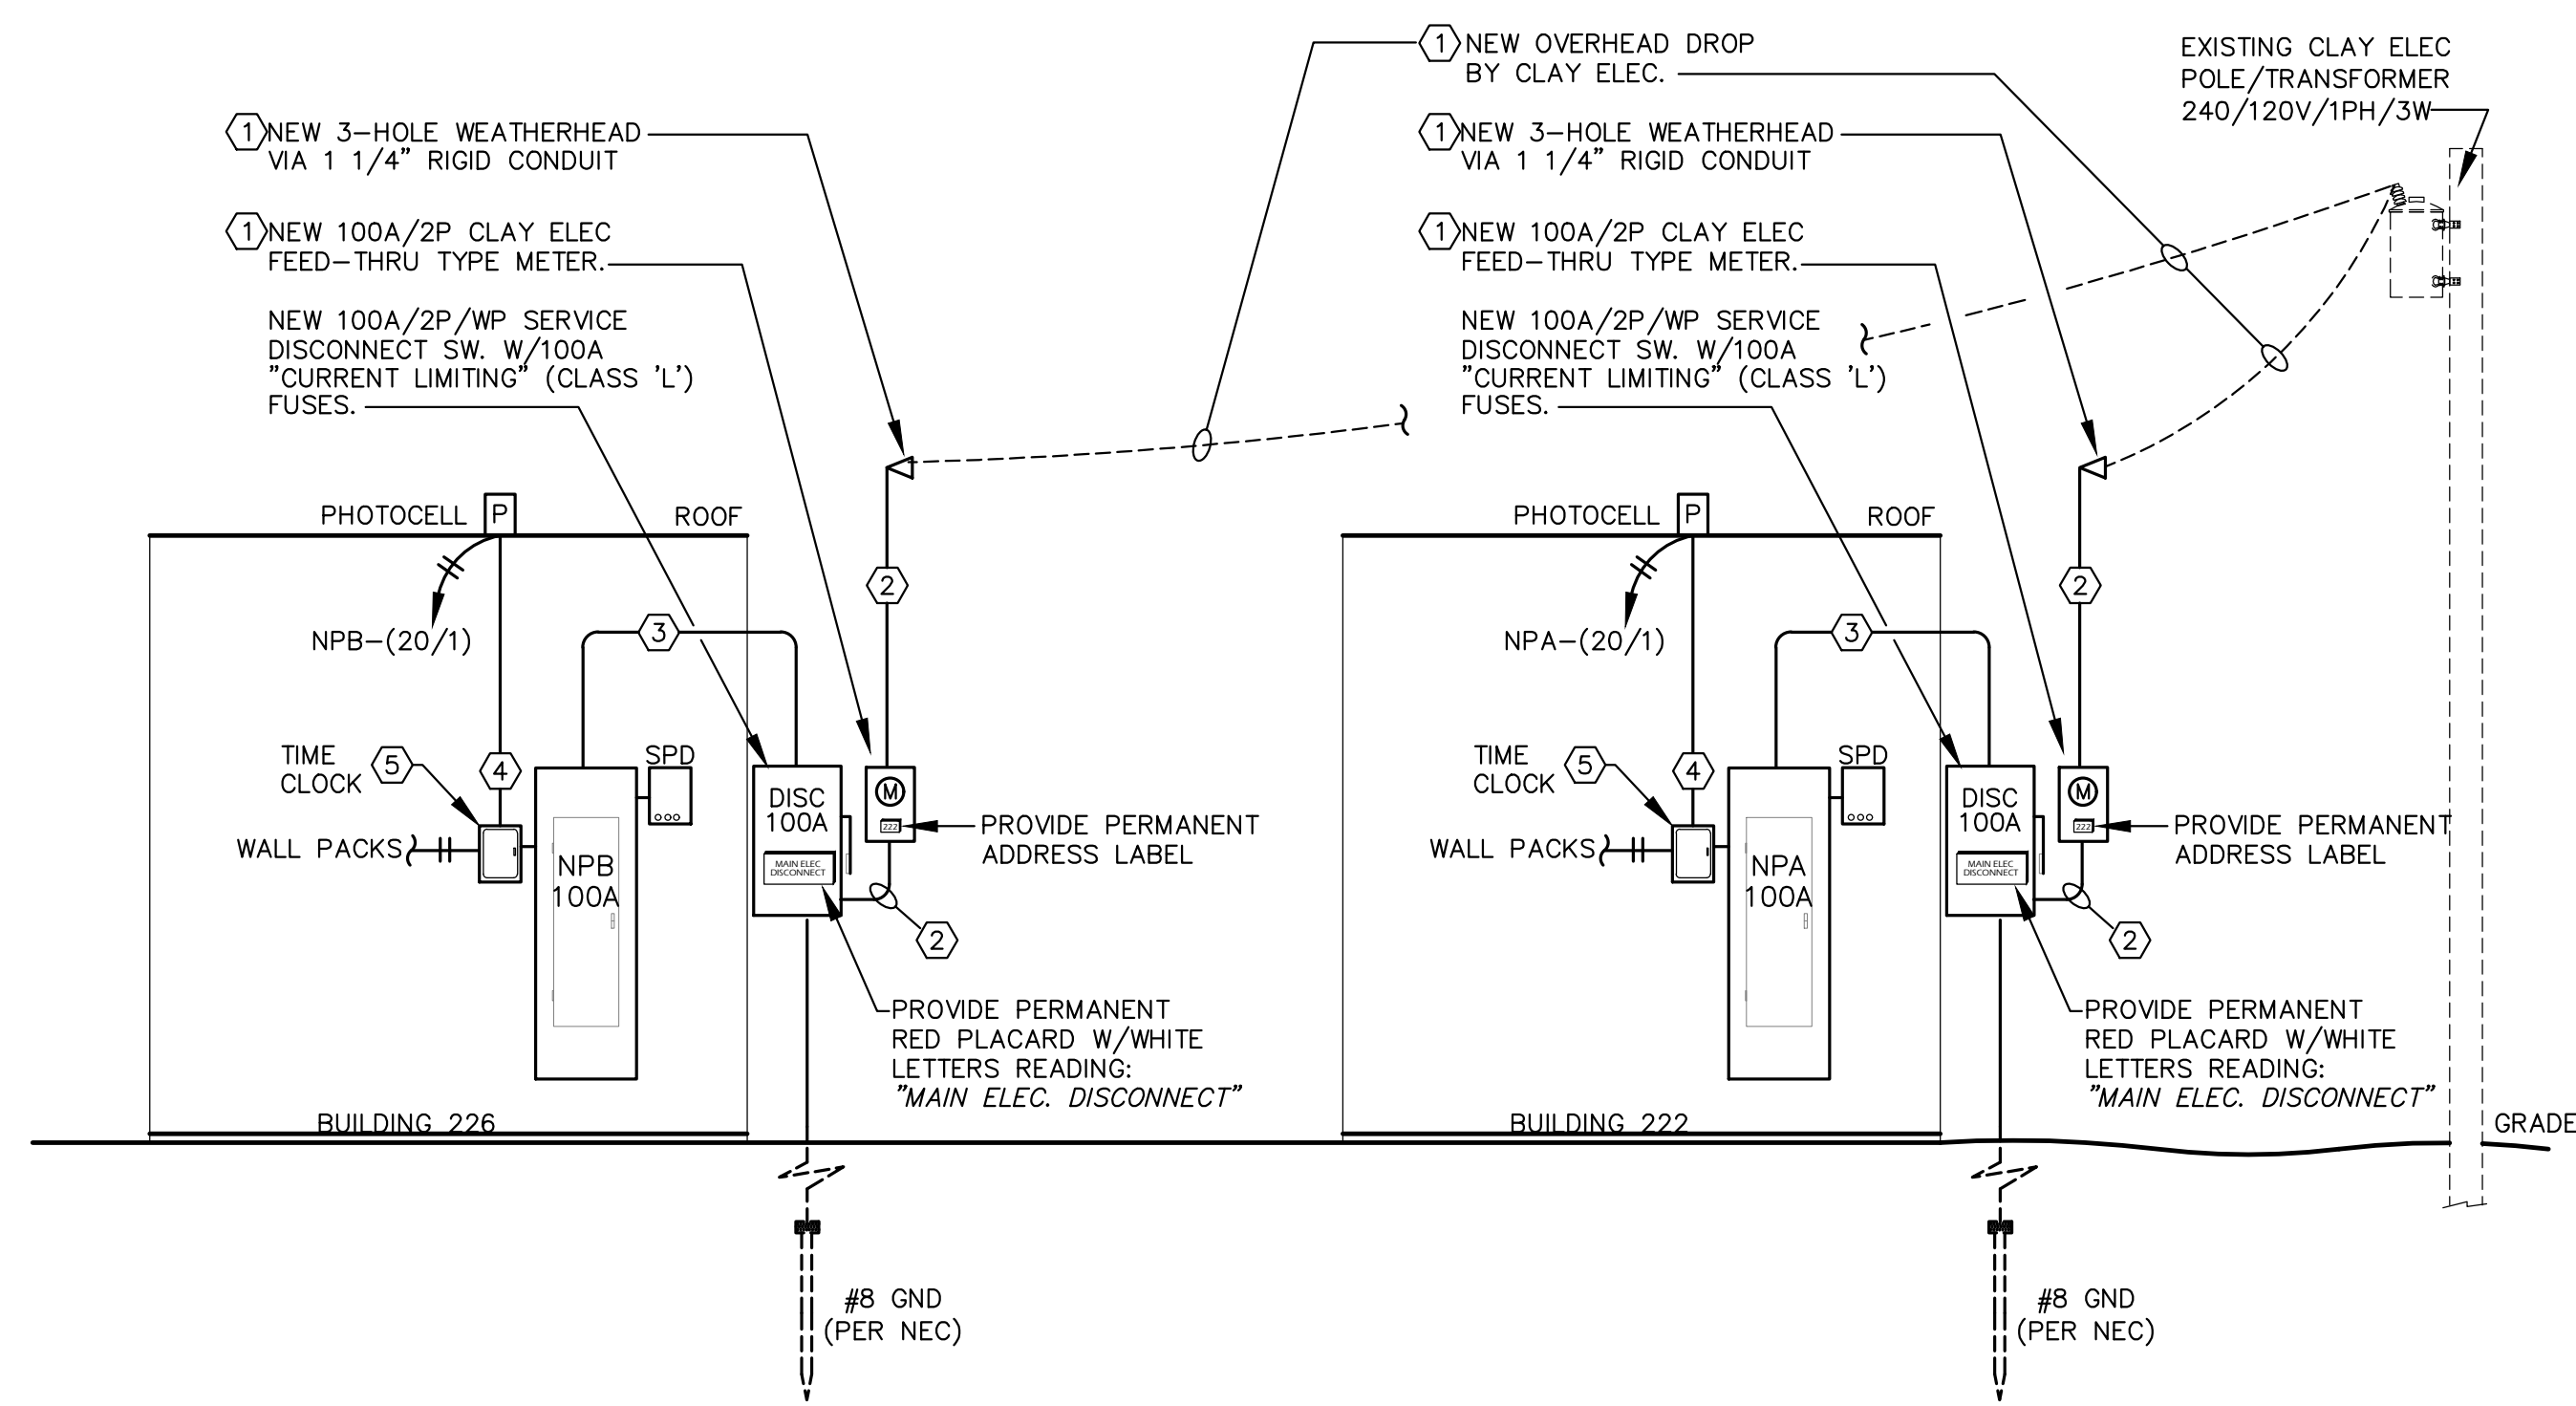 1 NEW OVERHEAD DROP
BY CLAY ELEC.
EXISTING CLAY ELEC
POLE/TRANSFORMER
240/120V/1PH/3W
1 NEW 3-HOLE WEATHERHEAD
VIA 1 1/4" RIGID CONDUIT
1 NEW 100A/2P CLAY ELEC
FEED-THRU TYPE METER.
NEW 100A/2P/WP SERVICE
DISCONNECT SW. W/100A
"CURRENT LIMITING" (CLASS 'L')
FUSES.
PHOTOCELL P ROOF
NPB-(20/1)
2
3
TIME
CLOCK
5
4
SPD
WALL PACKS
NPB
100A
DISC
100A
MAIN ELEC
DISCONNECT
M
222
PROVIDE PERMANENT
ADDRESS LABEL
2
PROVIDE PERMANENT
RED PLACARD W/WHITE
LETTERS READING:
"MAIN ELEC. DISCONNECT"
BUILDING 226
#8 GND
(PER NEC)
1 NEW 3-HOLE WEATHERHEAD
VIA 1 1/4" RIGID CONDUIT
1 NEW 100A/2P CLAY ELEC
FEED-THRU TYPE METER.
NEW 100A/2P/WP SERVICE
DISCONNECT SW. W/100A
"CURRENT LIMITING" (CLASS 'L')
FUSES.
PHOTOCELL P ROOF
NPA-(20/1)
2
3
TIME
CLOCK
5
4
SPD
WALL PACKS
NPA
100A
DISC
100A
MAIN ELEC
DISCONNECT
M
222
PROVIDE PERMANENT
ADDRESS LABEL
2
PROVIDE PERMANENT
RED PLACARD W/WHITE
LETTERS READING:
"MAIN ELEC. DISCONNECT"
BUILDING 222
GRADE
#8 GND
(PER NEC)